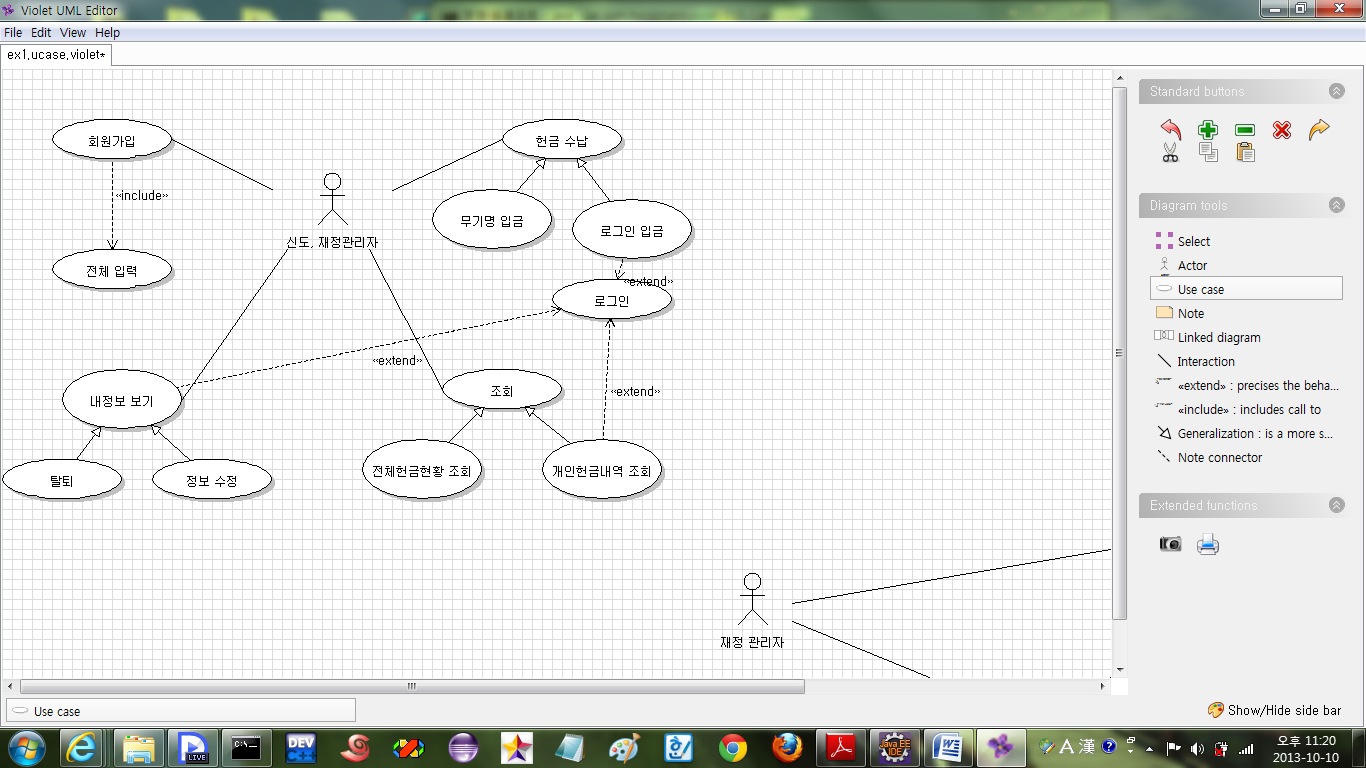 Violet UML Editor
File Edit View Help
ex1.ucase.violet*
회원가입
«include»
전체 입력
신도, 재정관리자
헌금 수납
무기명 입금
로그인 입금
«extend»
로그인
«extend»
내정보 보기
탈퇴
정보 수정
조회
«extend»
전체헌금현황 조회
개인헌금내역 조회
재정 관리자
Standard buttons
Diagram tools
Select
Actor
Use case
Note
Linked diagram
Interaction
«extend» : precises the beha...
«include» : includes call to
Generalization : is a more s...
Note connector
Extended functions
Use case
Show/Hide side bar
LIVE
C:\_
DEV
C++
Java EE
IDE
W
A 漢
오후 11:20
2013-10-10